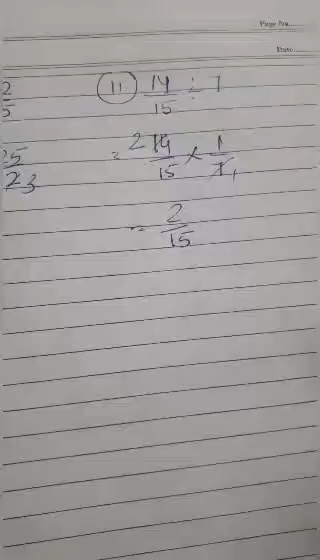 Page No.......
Date.......
2/5
(11) 14/15 ÷ 7
25/23
= 2 14/15 × 1/7 1
= 2/15